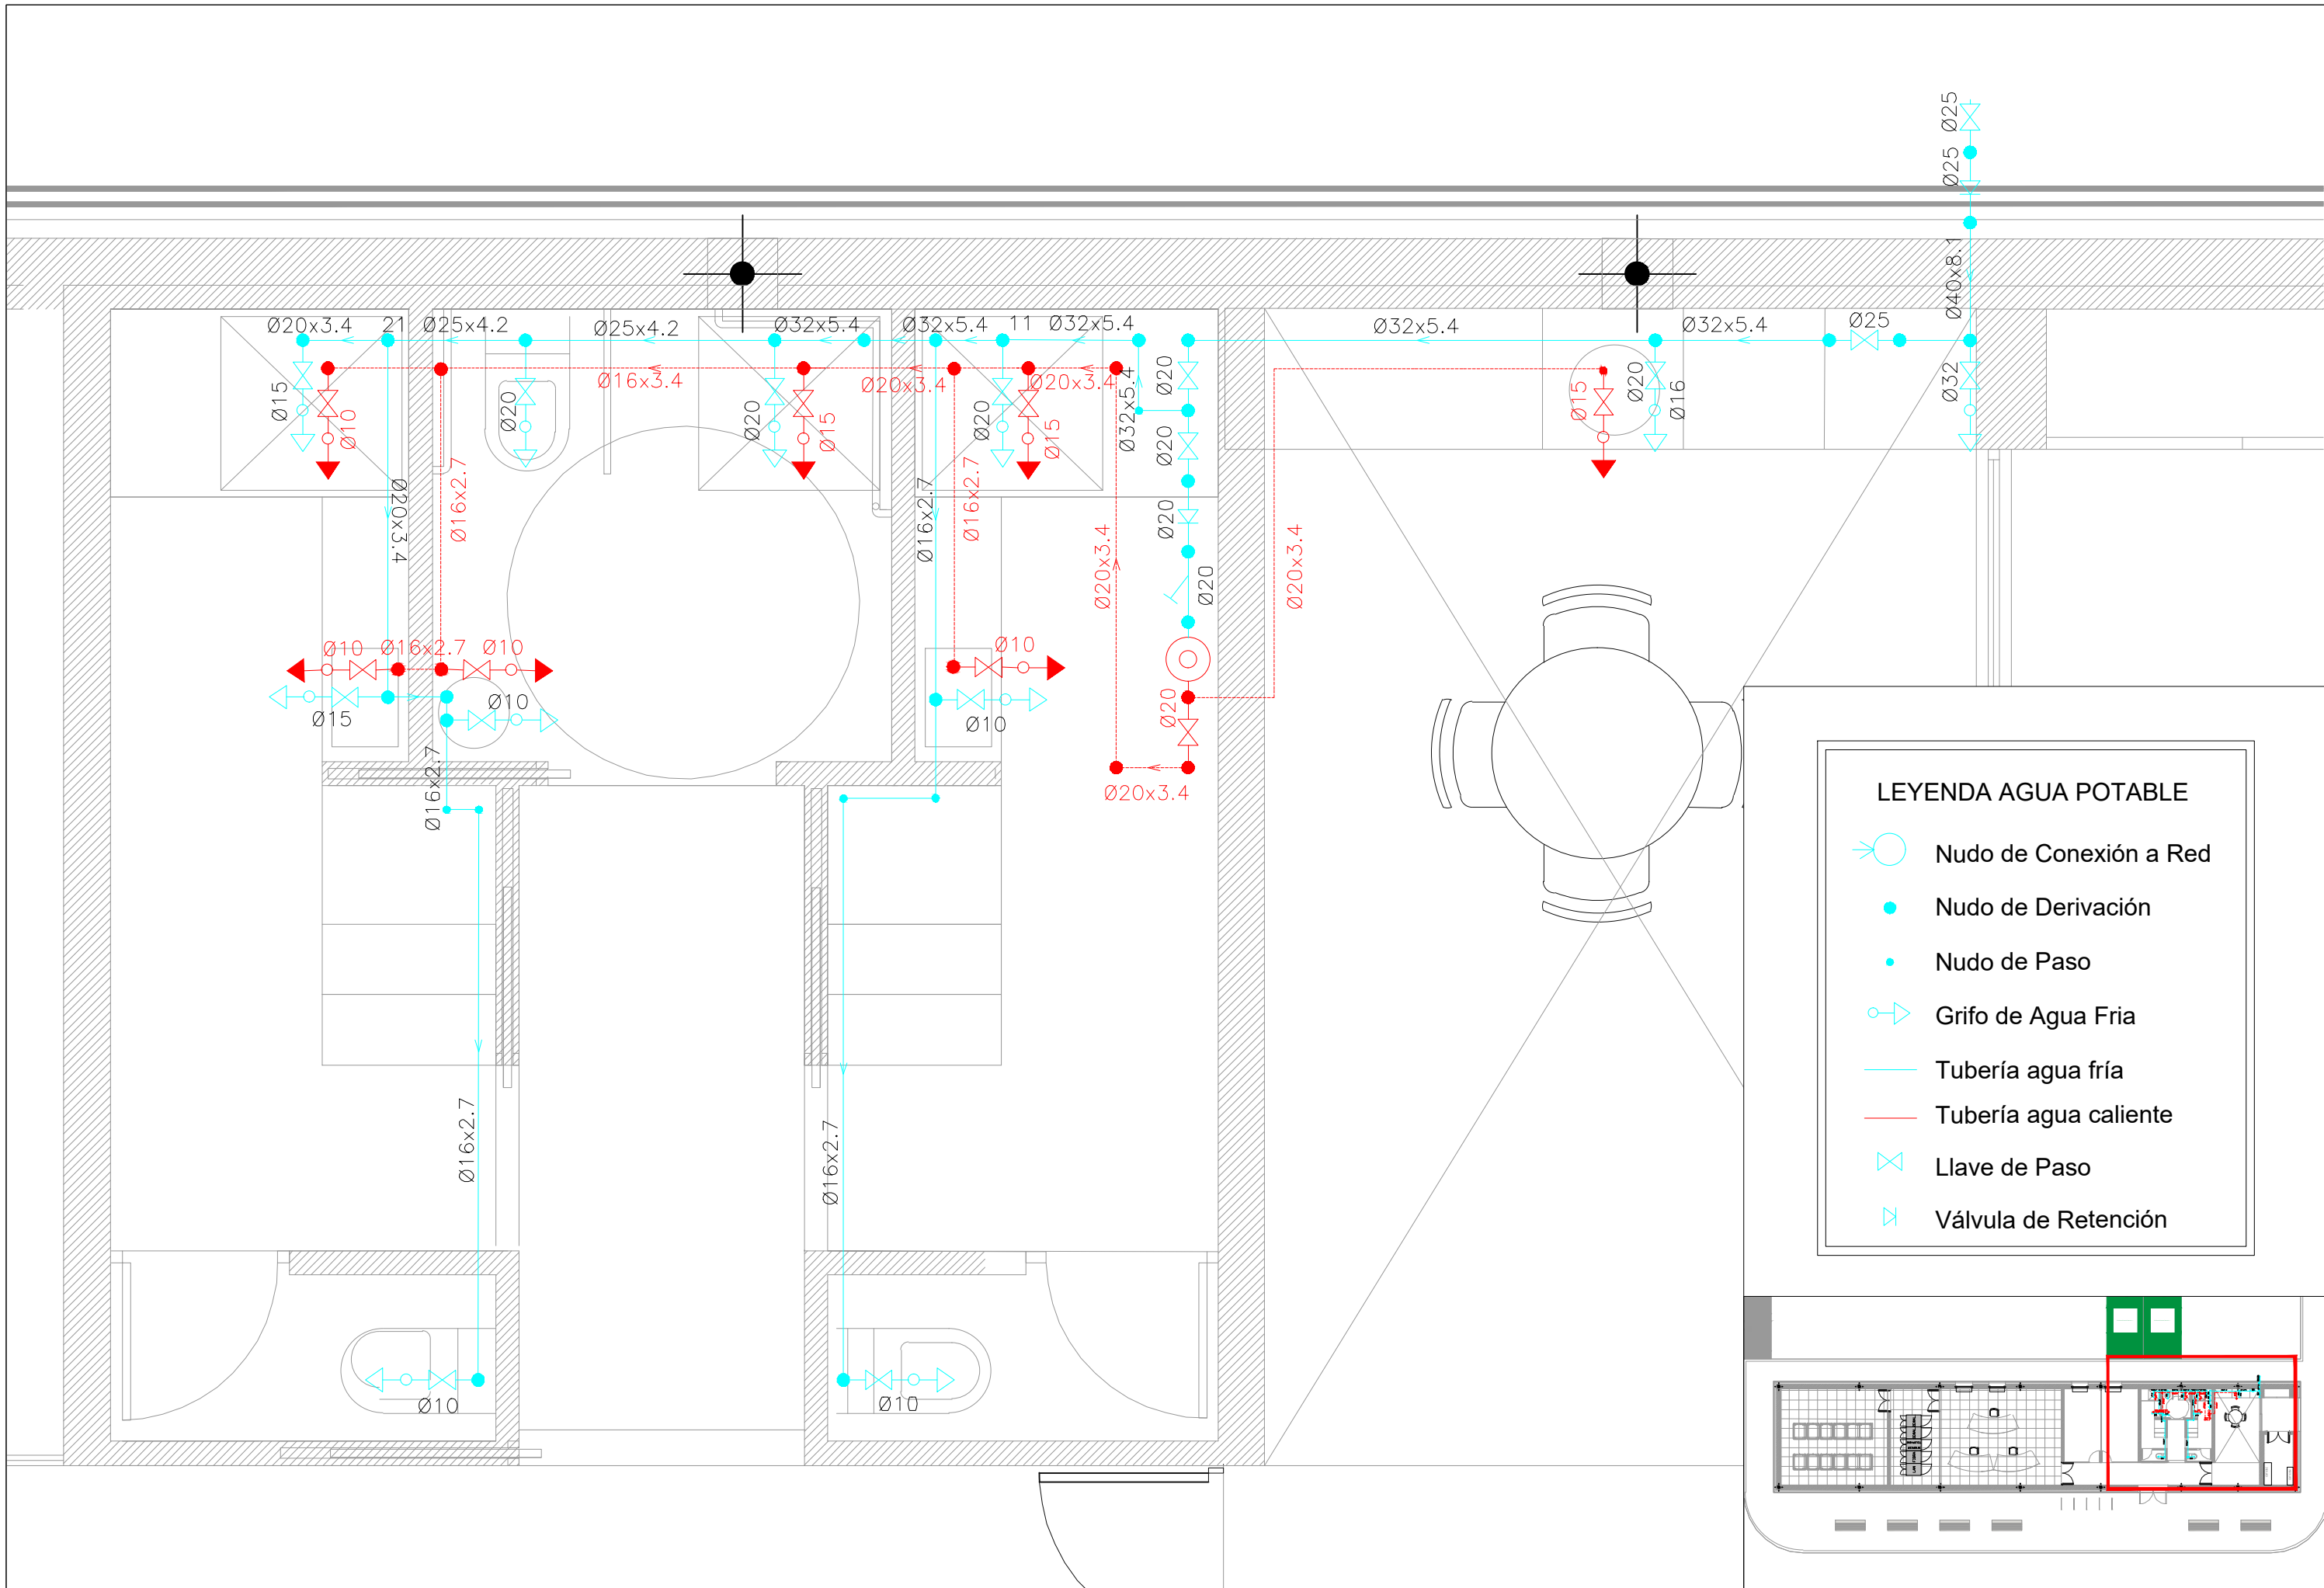 Ø25
Ø25
Ø40x8.1
Ø20x3.4
21
Ø25x4.2
Ø25x4.2
Ø32x5.4
Ø32x5.4
11
Ø32x5.4
Ø32x5.4
Ø32x5.4
Ø25
Ø15
Ø10
Ø20
Ø16x3.4
Ø20
Ø15
Ø20x3.4
Ø20
Ø20x3.4
Ø15
Ø32x5.4
Ø20
Ø20
Ø15
Ø20
Ø16
Ø32
Ø20x3.4
Ø16x2.7
Ø16x2.7
Ø16x2.7
Ø20x3.4
Ø20
Ø20
Ø20x3.4
Ø10
Ø16x2.7
Ø10
Ø10
Ø15
Ø10
Ø10
Ø20
Ø16x2.7
Ø20x3.4
Ø16x2.7
Ø16x2.7
Ø10
Ø10
LEYENDA AGUA POTABLE
Nudo de Conexión a Red
Nudo de Derivación
Nudo de Paso
Grifo de Agua Fria
Tubería agua fría
Tubería agua caliente
Llave de Paso
Válvula de Retención